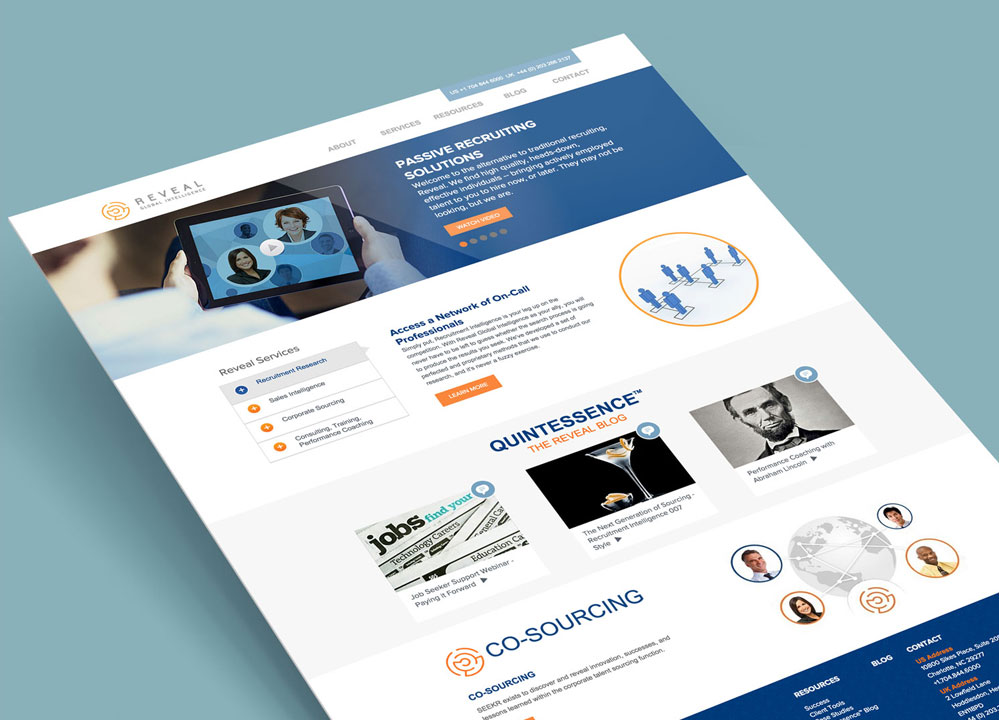 US +1 704 844 6000 UK +44 (0) 203 286 3137
ABOUT SERVICES RESOURCES BLOG CONTACT
REVEAL
GLOBAL INTELLIGENCE
PASSIVE RECRUITING
SOLUTIONS
Welcome to the alternative to traditional recruiting,
Reveal. We find high quality, heads-down,
effective individuals – bringing actively employed
talent to you to hire now, or later. They may not be
looking, but we are.
WATCH VIDEO
Reveal Services
Recruitment Research
Sales Intelligence
Corporate Sourcing
Consulting, Training,
Performance Coaching
Access a Network of On-Call
Professionals
Simply put, Recruitment Intelligence is your leg up on the
competition. With Reveal Global Intelligence as your ally, you will
never have to be left to guess whether the search process is going
to produce the results you seek. We've developed a set of
perfected and proprietary methods that we use to conduct our
research, and it's never a fuzzy exercise.
LEARN MORE
QUINTESSENCE™
THE REVEAL BLOG
jobs find your
Technology Careers
General Ca
Education Ca
Job Seeker Support Webinar -
Paying it Forward
The Next Generation of Sourcing -
Recruitment Intelligence 007
Style
Performance Coaching with
Abraham Lincoln
CO-SOURCING
CO-SOURCING
SEEKR exists to discover and reveal innovation, successes, and
lessons learned within the corporate talent sourcing function.
RESOURCES
Success
Client Tools
Case Studies
Blog
BLOG
CONTACT
US Address
10800 Sikes Place, Suite 205
Charlotte, NC 29277
+1.704.844.6000
UK Address
2 Lowfield Lane
Hoddlesdon, He
EN118PD
+44 (0) 203